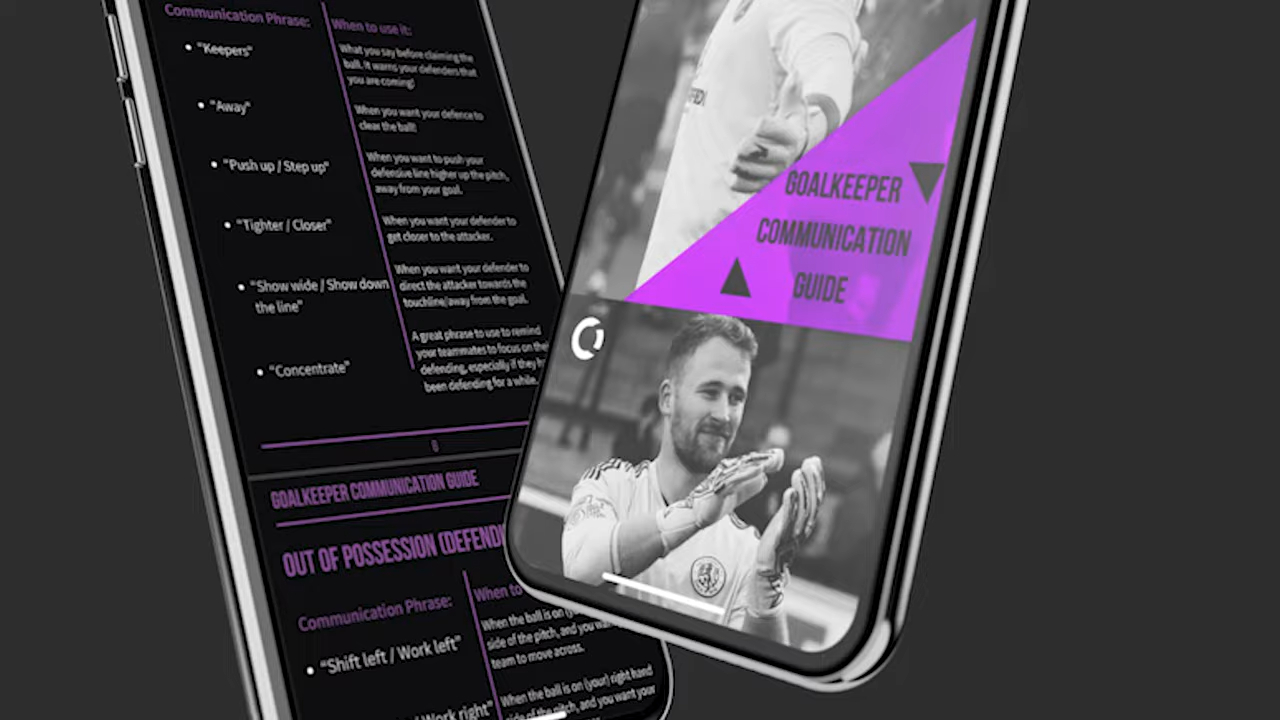 Communication Phrase:
When to use it:
"Keepers"
What you say before claiming the
ball. It warns your defenders that
you are coming!
"Away"
When you want your defence to
clear the ball!
"Push up / Step up"
When you want to push your
defensive line higher up the pitch,
away from your goal.
"Tighter / Closer"
When you want your defender to
get closer to the attacker.
"Show wide / Show down
the line"
When you want your defender to
direct the attacker towards the
touchline/away from the goal.
"Concentrate"
A great phrase to use to remind
your teammates to focus on
defending, especially if they
been defending for a while.
GOALKEEPER COMMUNICATION GUIDE
OUT OF POSSESSION
Communication Phrase:
When to
"Shift left / Work left"
When the ball is on
side of the pitch, and you
team to move across.
/ Work right"
When the ball is on (your) right hand
side of the pitch, and you want your
GOALKEEPER
COMMUNICATION
GUIDE